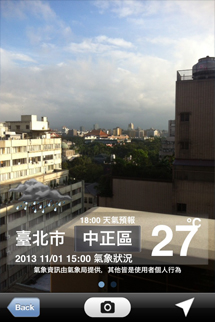 18:00 天氣預報
臺北市 中正區 27℃
2013 11/01 15:00 氣象狀況
氣象資訊由氣象局提供，其他皆是使用者個人行為
Back